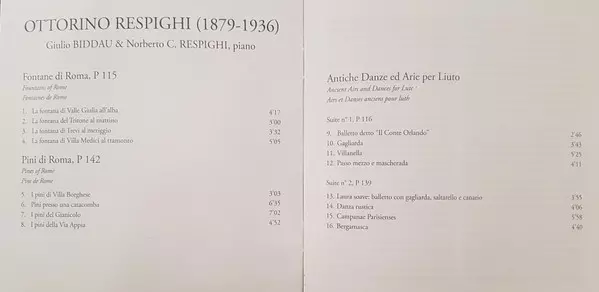 OTTORINO RESPIGHI (1879-1936)
Giulio BIDDAU & Norberto C. RESPIGHI, piano
Fontane di Roma, P 115
Fountains of Rome
Fontaines de Rome
1. La fontana di Valle Giulia all'alba 4'17
2. La fontana del Tritone al mattino 3'00
3. La fontana di Trevi al meriggio 3'32
4. La fontana di Villa Medici al tramonto 5'05
Pini di Roma, P 142
Pines of Rome
Pins de Rome
5. I pini di Villa Borghese 3'03
6. Pini presso una catacomba 6'35
7. I pini del Gianicolo 7'02
8. I pini della Via Appia 4'52
Antiche Danze ed Arie per Liuto
Ancient Airs and Dances for Lute
Airs et Danses anciens pour luth
Suite n° 1, P 116
9. Balletto detto "Il Conte Orlando" 2'46
10. Gagliarda 3'45
11. Villanella 5'25
12. Passo mezzo e mascherada 4'11
Suite n° 2, P 139
13. Laura soave: balletto con gagliarda, saltarello e canario 3'55
14. Danza rustica 4'06
15. Campanae Parisienses 5'58
16. Bergamasca 4'40